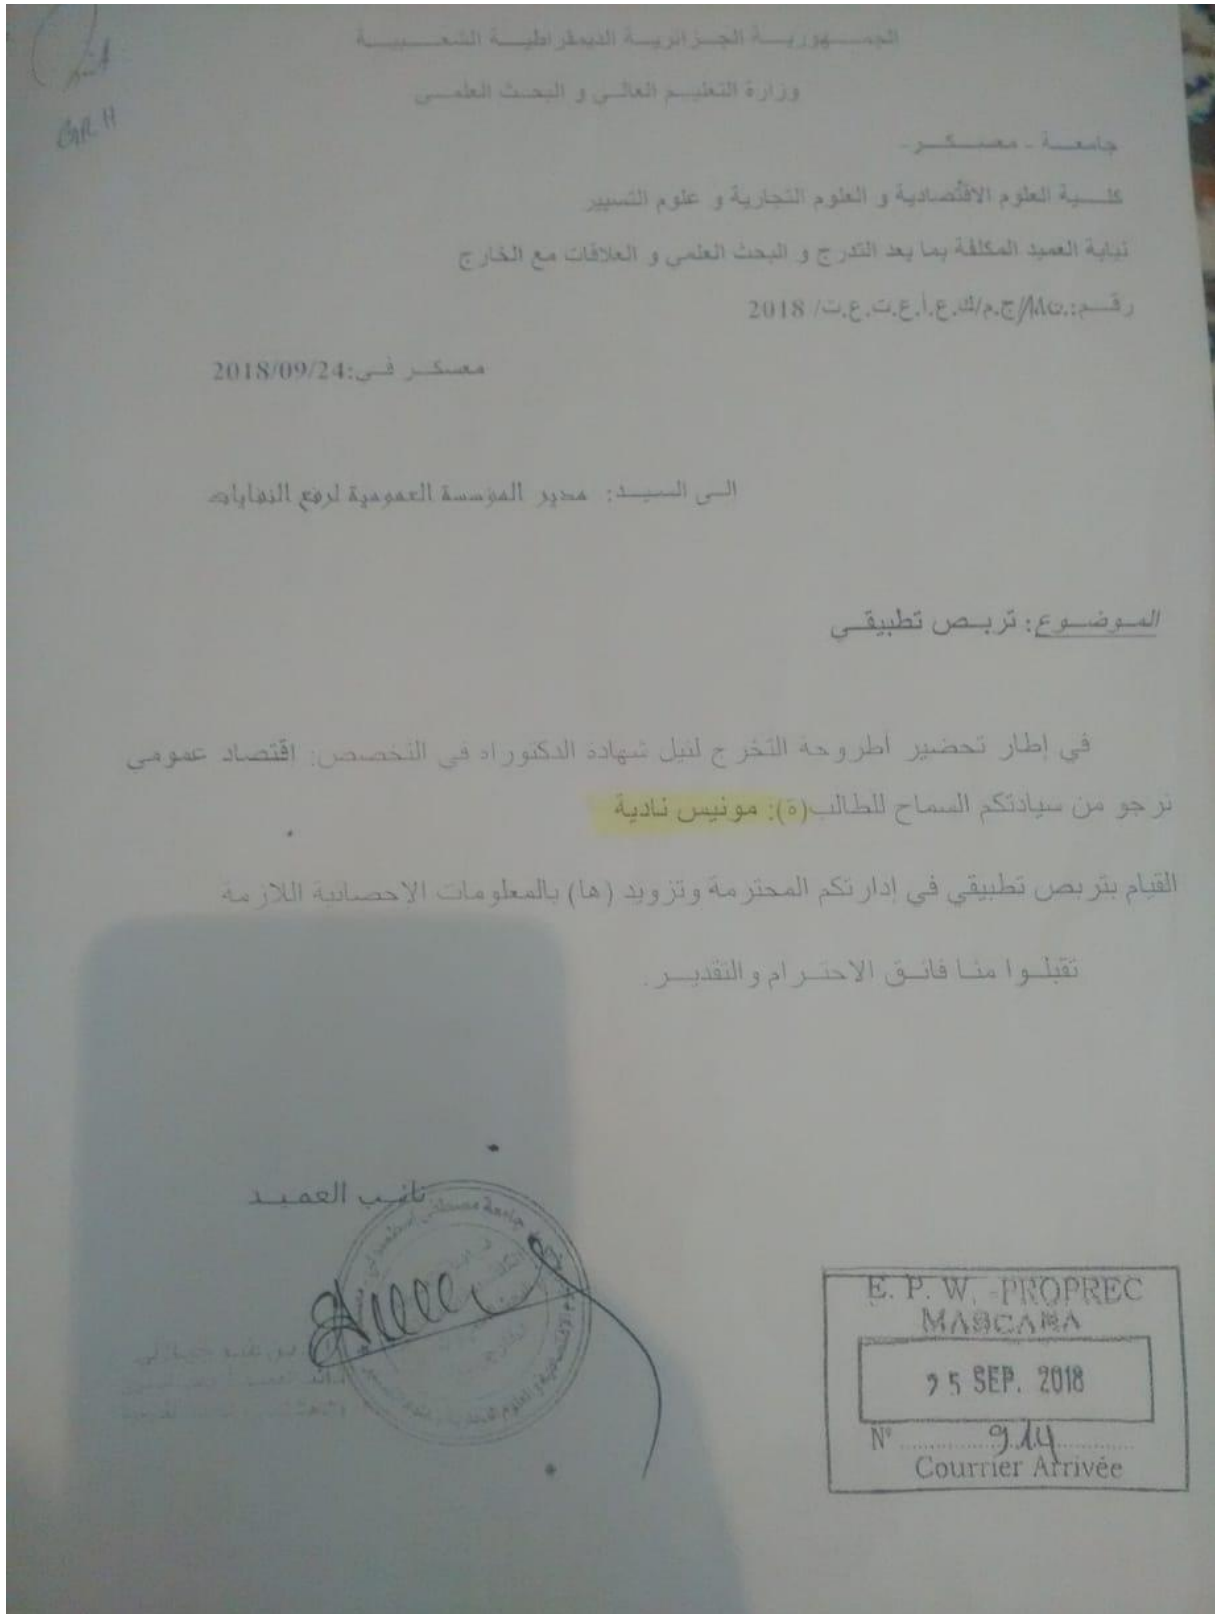 GR H
الجمهورية الجزائرية الديمقراطية الشعبية
وزارة التعليم العالي و البحث العلمي
جامعة - معسكر -
كلية العلوم الاقتصادية و العلوم التجارية و علوم التسيير
نيابة العميد المكلفة بما بعد التدرج و البحث العلمي و العلاقات مع الخارج
رقم:/ج.م/ك.ع.أ.ع.ت.ع.ت/ 2018
معسكر في:2018/09/24
الى السيد: مدير المؤسسة العمومية لرفع النفايات
الموضوع: تربص تطبيقي
في إطار تحضير أطروحة التخرج لنيل شهادة الدكتوراه في التخصص: اقتصاد عمومي
نرجو من سيادتكم السماح للطالب(ة): مونيس نادية
القيام بتربص تطبيقي في إدارتكم المحترمة وتزويد (ها) بالمعلومات الإحصائية اللازمة
تقبلوا منا فائق الاحترام والتقدير.
نائب العميد
E. P. W. -PROPREC
MASCARA
25 SEP. 2018
N° 914
Courrier Arrivée